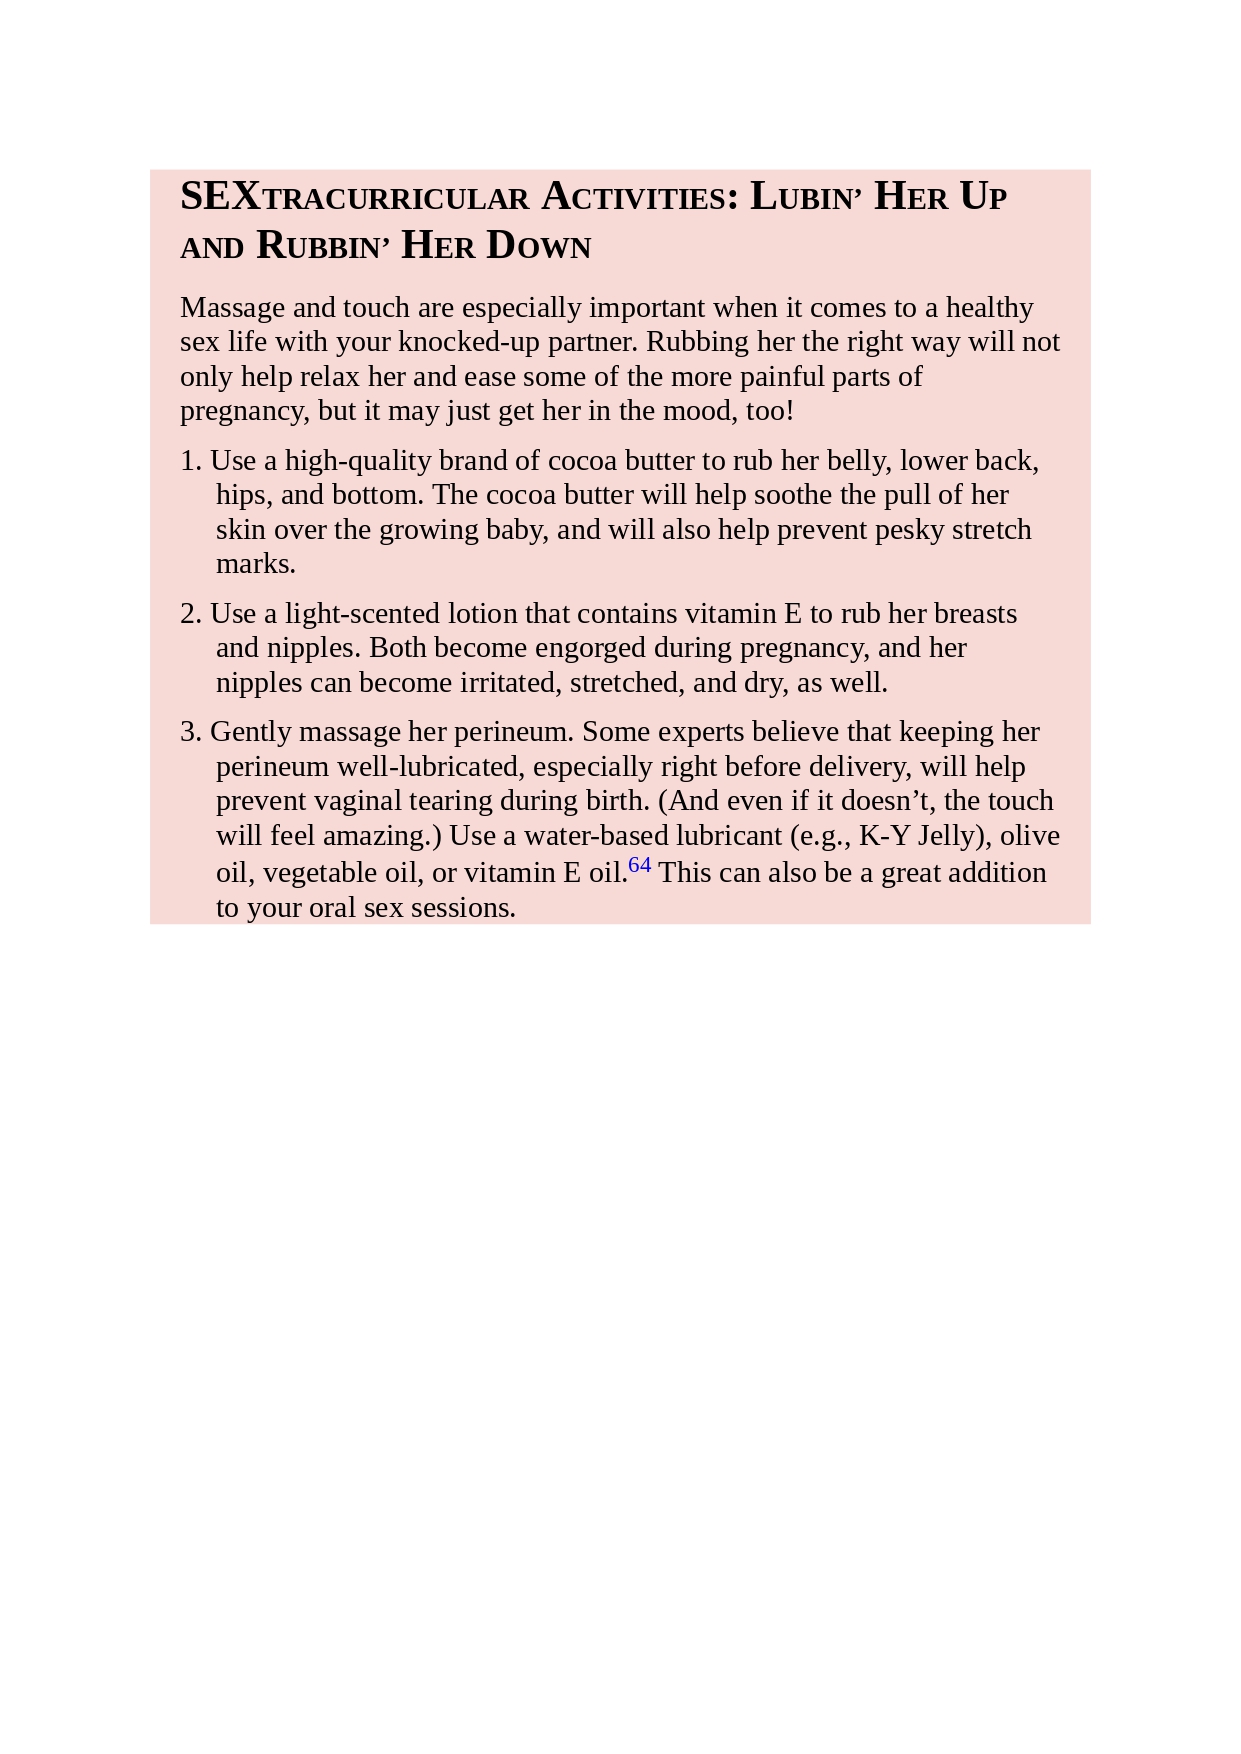 SEXTRACURRICULAR ACTIVITIES: LUBIN’ HER UP
AND RUBBIN’ HER DOWN
Massage and touch are especially important when it comes to a healthy
sex life with your knocked-up partner. Rubbing her the right way will not
only help relax her and ease some of the more painful parts of
pregnancy, but it may just get her in the mood, too!
1. Use a high-quality brand of cocoa butter to rub her belly, lower back,
hips, and bottom. The cocoa butter will help soothe the pull of her
skin over the growing baby, and will also help prevent pesky stretch
marks.
2. Use a light-scented lotion that contains vitamin E to rub her breasts
and nipples. Both become engorged during pregnancy, and her
nipples can become irritated, stretched, and dry, as well.
3. Gently massage her perineum. Some experts believe that keeping her
perineum well-lubricated, especially right before delivery, will help
prevent vaginal tearing during birth. (And even if it doesn’t, the touch
will feel amazing.) Use a water-based lubricant (e.g., K-Y Jelly), olive
oil, vegetable oil, or vitamin E oil.64 This can also be a great addition
to your oral sex sessions.